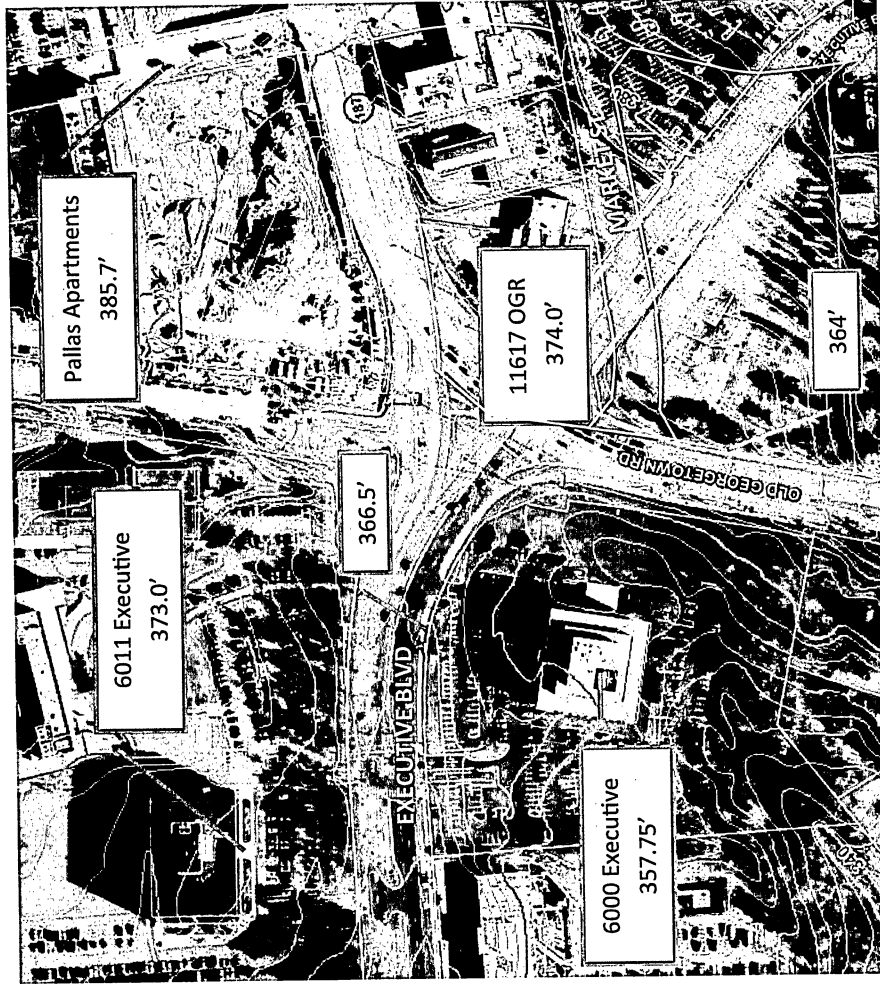 Pallas Apartments
385.7’
6011 Executive
373.0’
366.5’
11617 OGR
374.0’
364’
6000 Executive
357.75’
EXECUTIVE BLVD
OLD GEORGETOWN RD
MARKET
EXECUTIVE
187